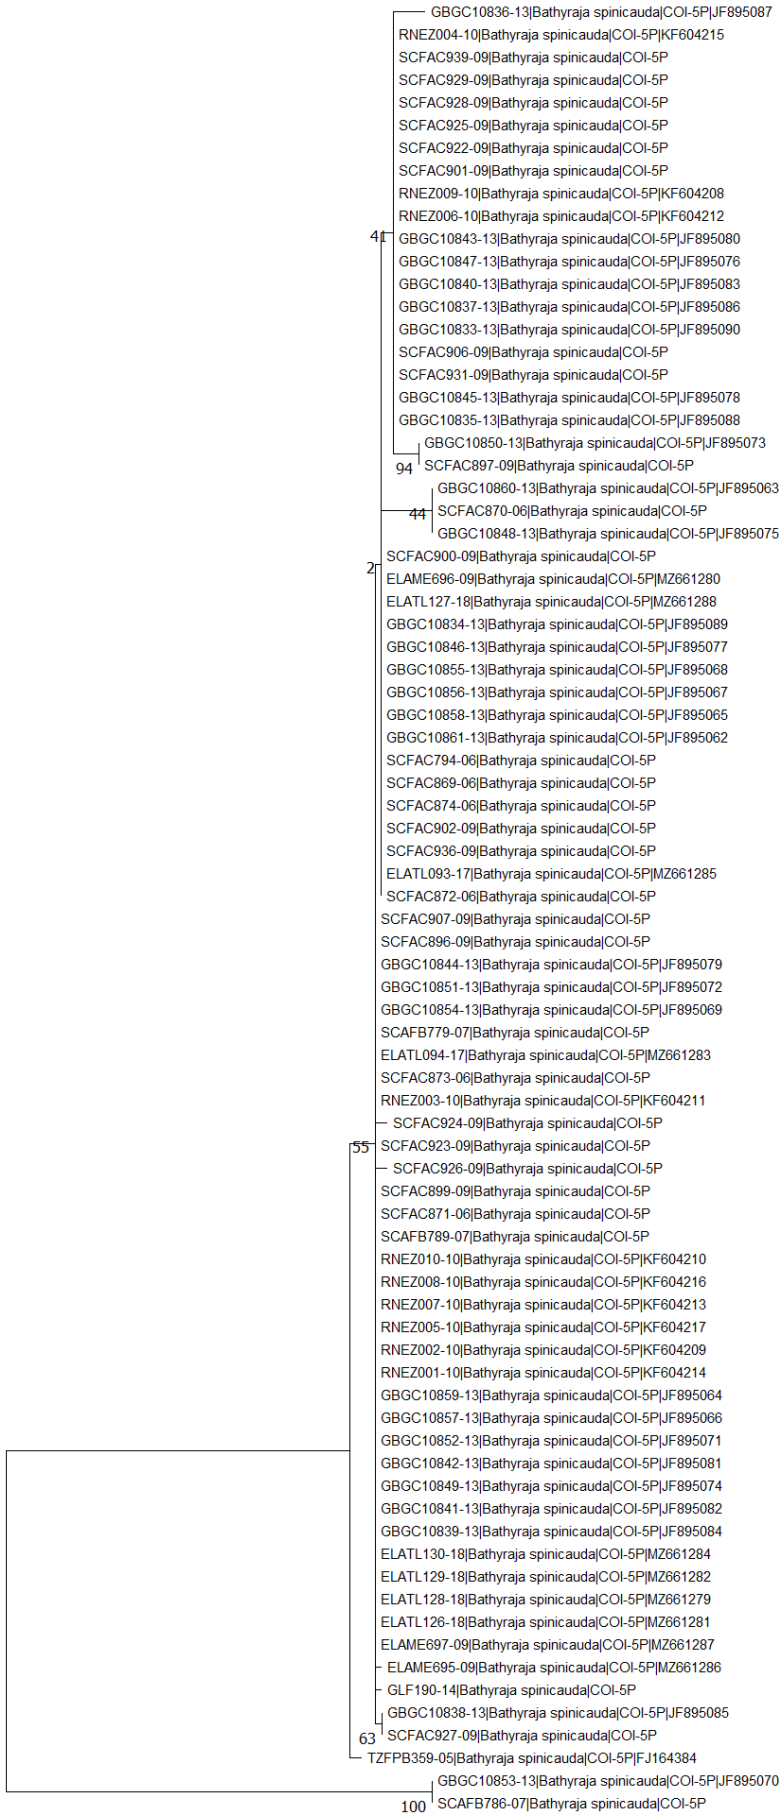 GBGC10836-13|Bathyraja spinicauda|COI-5P|JF895087
RNEZ004-10|Bathyraja spinicauda|COI-5P|KF604215
SCFAC939-09|Bathyraja spinicauda|COI-5P
SCFAC929-09|Bathyraja spinicauda|COI-5P
SCFAC928-09|Bathyraja spinicauda|COI-5P
SCFAC925-09|Bathyraja spinicauda|COI-5P
SCFAC922-09|Bathyraja spinicauda|COI-5P
SCFAC901-09|Bathyraja spinicauda|COI-5P
RNEZ009-10|Bathyraja spinicauda|COI-5P|KF604208
RNEZ006-10|Bathyraja spinicauda|COI-5P|KF604212
41 GBGC10843-13|Bathyraja spinicauda|COI-5P|JF895080
GBGC10847-13|Bathyraja spinicauda|COI-5P|JF895076
GBGC10840-13|Bathyraja spinicauda|COI-5P|JF895083
GBGC10837-13|Bathyraja spinicauda|COI-5P|JF895086
GBGC10833-13|Bathyraja spinicauda|COI-5P|JF895090
SCFAC906-09|Bathyraja spinicauda|COI-5P
SCFAC931-09|Bathyraja spinicauda|COI-5P
GBGC10845-13|Bathyraja spinicauda|COI-5P|JF895078
GBGC10835-13|Bathyraja spinicauda|COI-5P|JF895088
GBGC10850-13|Bathyraja spinicauda|COI-5P|JF895073
94 SCFAC897-09|Bathyraja spinicauda|COI-5P
GBGC10860-13|Bathyraja spinicauda|COI-5P|JF895063
44 SCFAC870-06|Bathyraja spinicauda|COI-5P
GBGC10848-13|Bathyraja spinicauda|COI-5P|JF895075
SCFAC900-09|Bathyraja spinicauda|COI-5P
2 ELAME696-09|Bathyraja spinicauda|COI-5P|MZ661280
ELATL127-18|Bathyraja spinicauda|COI-5P|MZ661288
GBGC10834-13|Bathyraja spinicauda|COI-5P|JF895089
GBGC10846-13|Bathyraja spinicauda|COI-5P|JF895077
GBGC10855-13|Bathyraja spinicauda|COI-5P|JF895068
GBGC10856-13|Bathyraja spinicauda|COI-5P|JF895067
GBGC10858-13|Bathyraja spinicauda|COI-5P|JF895065
GBGC10861-13|Bathyraja spinicauda|COI-5P|JF895062
SCFAC794-06|Bathyraja spinicauda|COI-5P
SCFAC869-06|Bathyraja spinicauda|COI-5P
SCFAC874-06|Bathyraja spinicauda|COI-5P
SCFAC902-09|Bathyraja spinicauda|COI-5P
SCFAC936-09|Bathyraja spinicauda|COI-5P
ELATL093-17|Bathyraja spinicauda|COI-5P|MZ661285
SCFAC872-06|Bathyraja spinicauda|COI-5P
SCFAC907-09|Bathyraja spinicauda|COI-5P
SCFAC896-09|Bathyraja spinicauda|COI-5P
GBGC10844-13|Bathyraja spinicauda|COI-5P|JF895079
GBGC10851-13|Bathyraja spinicauda|COI-5P|JF895072
GBGC10854-13|Bathyraja spinicauda|COI-5P|JF895069
SCAFB779-07|Bathyraja spinicauda|COI-5P
ELATL094-17|Bathyraja spinicauda|COI-5P|MZ661283
SCFAC873-06|Bathyraja spinicauda|COI-5P
RNEZ003-10|Bathyraja spinicauda|COI-5P|KF604211
SCFAC924-09|Bathyraja spinicauda|COI-5P
55 SCFAC923-09|Bathyraja spinicauda|COI-5P
SCFAC926-09|Bathyraja spinicauda|COI-5P
SCFAC899-09|Bathyraja spinicauda|COI-5P
SCFAC871-06|Bathyraja spinicauda|COI-5P
SCAFB789-07|Bathyraja spinicauda|COI-5P
RNEZ010-10|Bathyraja spinicauda|COI-5P|KF604210
RNEZ008-10|Bathyraja spinicauda|COI-5P|KF604216
RNEZ007-10|Bathyraja spinicauda|COI-5P|KF604213
RNEZ005-10|Bathyraja spinicauda|COI-5P|KF604217
RNEZ002-10|Bathyraja spinicauda|COI-5P|KF604209
RNEZ001-10|Bathyraja spinicauda|COI-5P|KF604214
GBGC10859-13|Bathyraja spinicauda|COI-5P|JF895064
GBGC10857-13|Bathyraja spinicauda|COI-5P|JF895066
GBGC10852-13|Bathyraja spinicauda|COI-5P|JF895071
GBGC10842-13|Bathyraja spinicauda|COI-5P|JF895081
GBGC10849-13|Bathyraja spinicauda|COI-5P|JF895074
GBGC10841-13|Bathyraja spinicauda|COI-5P|JF895082
GBGC10839-13|Bathyraja spinicauda|COI-5P|JF895084
ELATL130-18|Bathyraja spinicauda|COI-5P|MZ661284
ELATL129-18|Bathyraja spinicauda|COI-5P|MZ661282
ELATL128-18|Bathyraja spinicauda|COI-5P|MZ661279
ELATL126-18|Bathyraja spinicauda|COI-5P|MZ661281
ELAME697-09|Bathyraja spinicauda|COI-5P|MZ661287
ELAME695-09|Bathyraja spinicauda|COI-5P|MZ661286
GLF190-14|Bathyraja spinicauda|COI-5P
GBGC10838-13|Bathyraja spinicauda|COI-5P|JF895085
63 SCFAC927-09|Bathyraja spinicauda|COI-5P
TZFPB359-05|Bathyraja spinicauda|COI-5P|FJ164384
GBGC10853-13|Bathyraja spinicauda|COI-5P|JF895070
100 SCAFB786-07|Bathyraja spinicauda|COI-5P